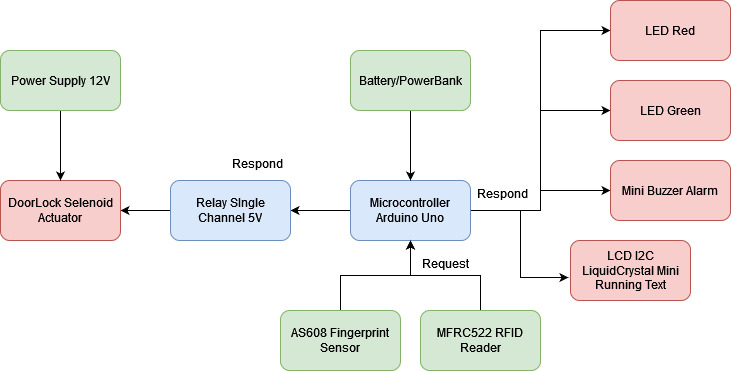 LED Red
Power Supply 12V
Battery/PowerBank
LED Green
Respond
DoorLock Selenoid
Actuator
Relay SIngle
Channel 5V
Microcontroller
Arduino Uno
Respond
Mini Buzzer Alarm
LCD I2C
LiquidCrystal Mini
Running Text
Request
AS608 Fingerprint
Sensor
MFRC522 RFID
Reader